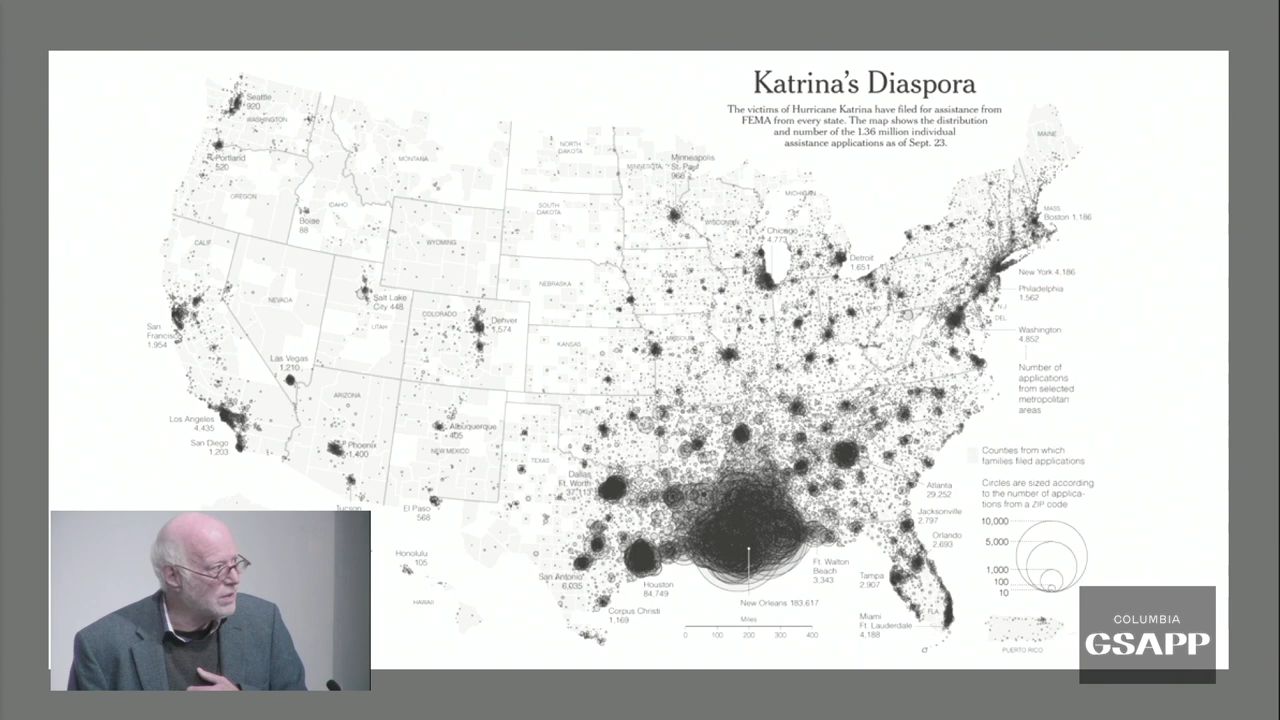 Katrina's Diaspora
The victims of Hurricane Katrina have filed for assistance from
FEMA from every state. The map shows the distribution
and number of the 1.36 million individual
assistance applications as of Sept. 23.
Seattle
920
WASHINGTON
Portland
520
OREGON
MONTANA
IDAHO
Boise
88
NORTH
DAKOTA
SOUTH
DAKOTA
MINNESOTA
Minneapolis
St. Paul
WISCONSIN
MICHIGAN
MAINE
N.Y.
MASS.
Boston 1,186
CALIF
NEVADA
WYOMING
NEBRASKA
IOWA
Chicago
4,773
Detroit
1,651
New York 4,186
Philadelphia
1,562
N.J.
DEL
Washington
4,852
Salt Lake
City 448
UTAH
COLORADO
Denver
1,574
KANSAS
ILLINOIS
OHIO
MISSOURI
San
Francisco
1,954
Las Vegas
1,210
ARIZONA
Number of
applications
from selected
metropolitan
areas
Los Angeles
4,435
San Diego
1,203
Phoenix
1,400
Albuquerque
405
NEW MEXICO
OKLA
TEXAS
Dallas
Ft. Worth
Counties from which
families filed applications
Circles are sized according
to the number of applica-
tions from a ZIP code
10,000
5,000
1,000
100
10
Tucson
El Paso
568
Atlanta
29,252
Jacksonville
2,797
Orlando
2,693
Honolulu
105
HAWAII
San Antonio
6,035
Houston
84,749
Corpus Christi
1,169
New Orleans 183,617
Ft. Walton
Beach
3,343
Tampa
2,907
Miami
Ft. Lauderdale
4,188
FLA
Miles
0 100 200 300 400
PUERTO RICO
COLUMBIA
GSAPP